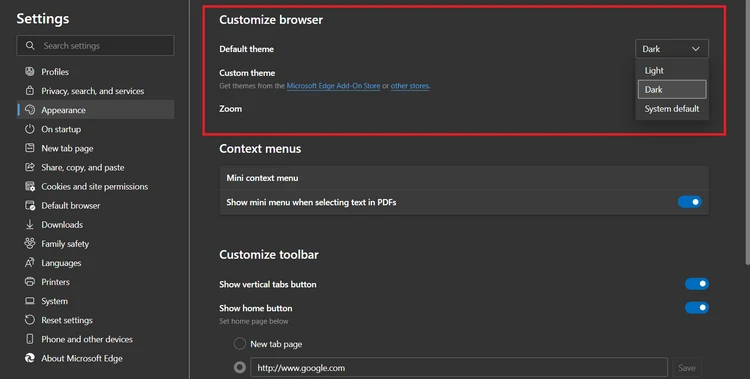 Settings
Search settings
Profiles
Privacy, search, and services
Appearance
On startup
New tab page
Share, copy, and paste
Cookies and site permissions
Default browser
Downloads
Family safety
Languages
Printers
System
Reset settings
Phone and other devices
About Microsoft Edge
Customize browser
Default theme
Dark
Light
Dark
System default
Custom theme
Get themes from the Microsoft Edge Add-On Store or other stores.
Zoom
Context menus
Mini context menu
Show mini menu when selecting text in PDFs
Customize toolbar
Show vertical tabs button
Show home button
Set home page below
New tab page
http://www.google.com
Save